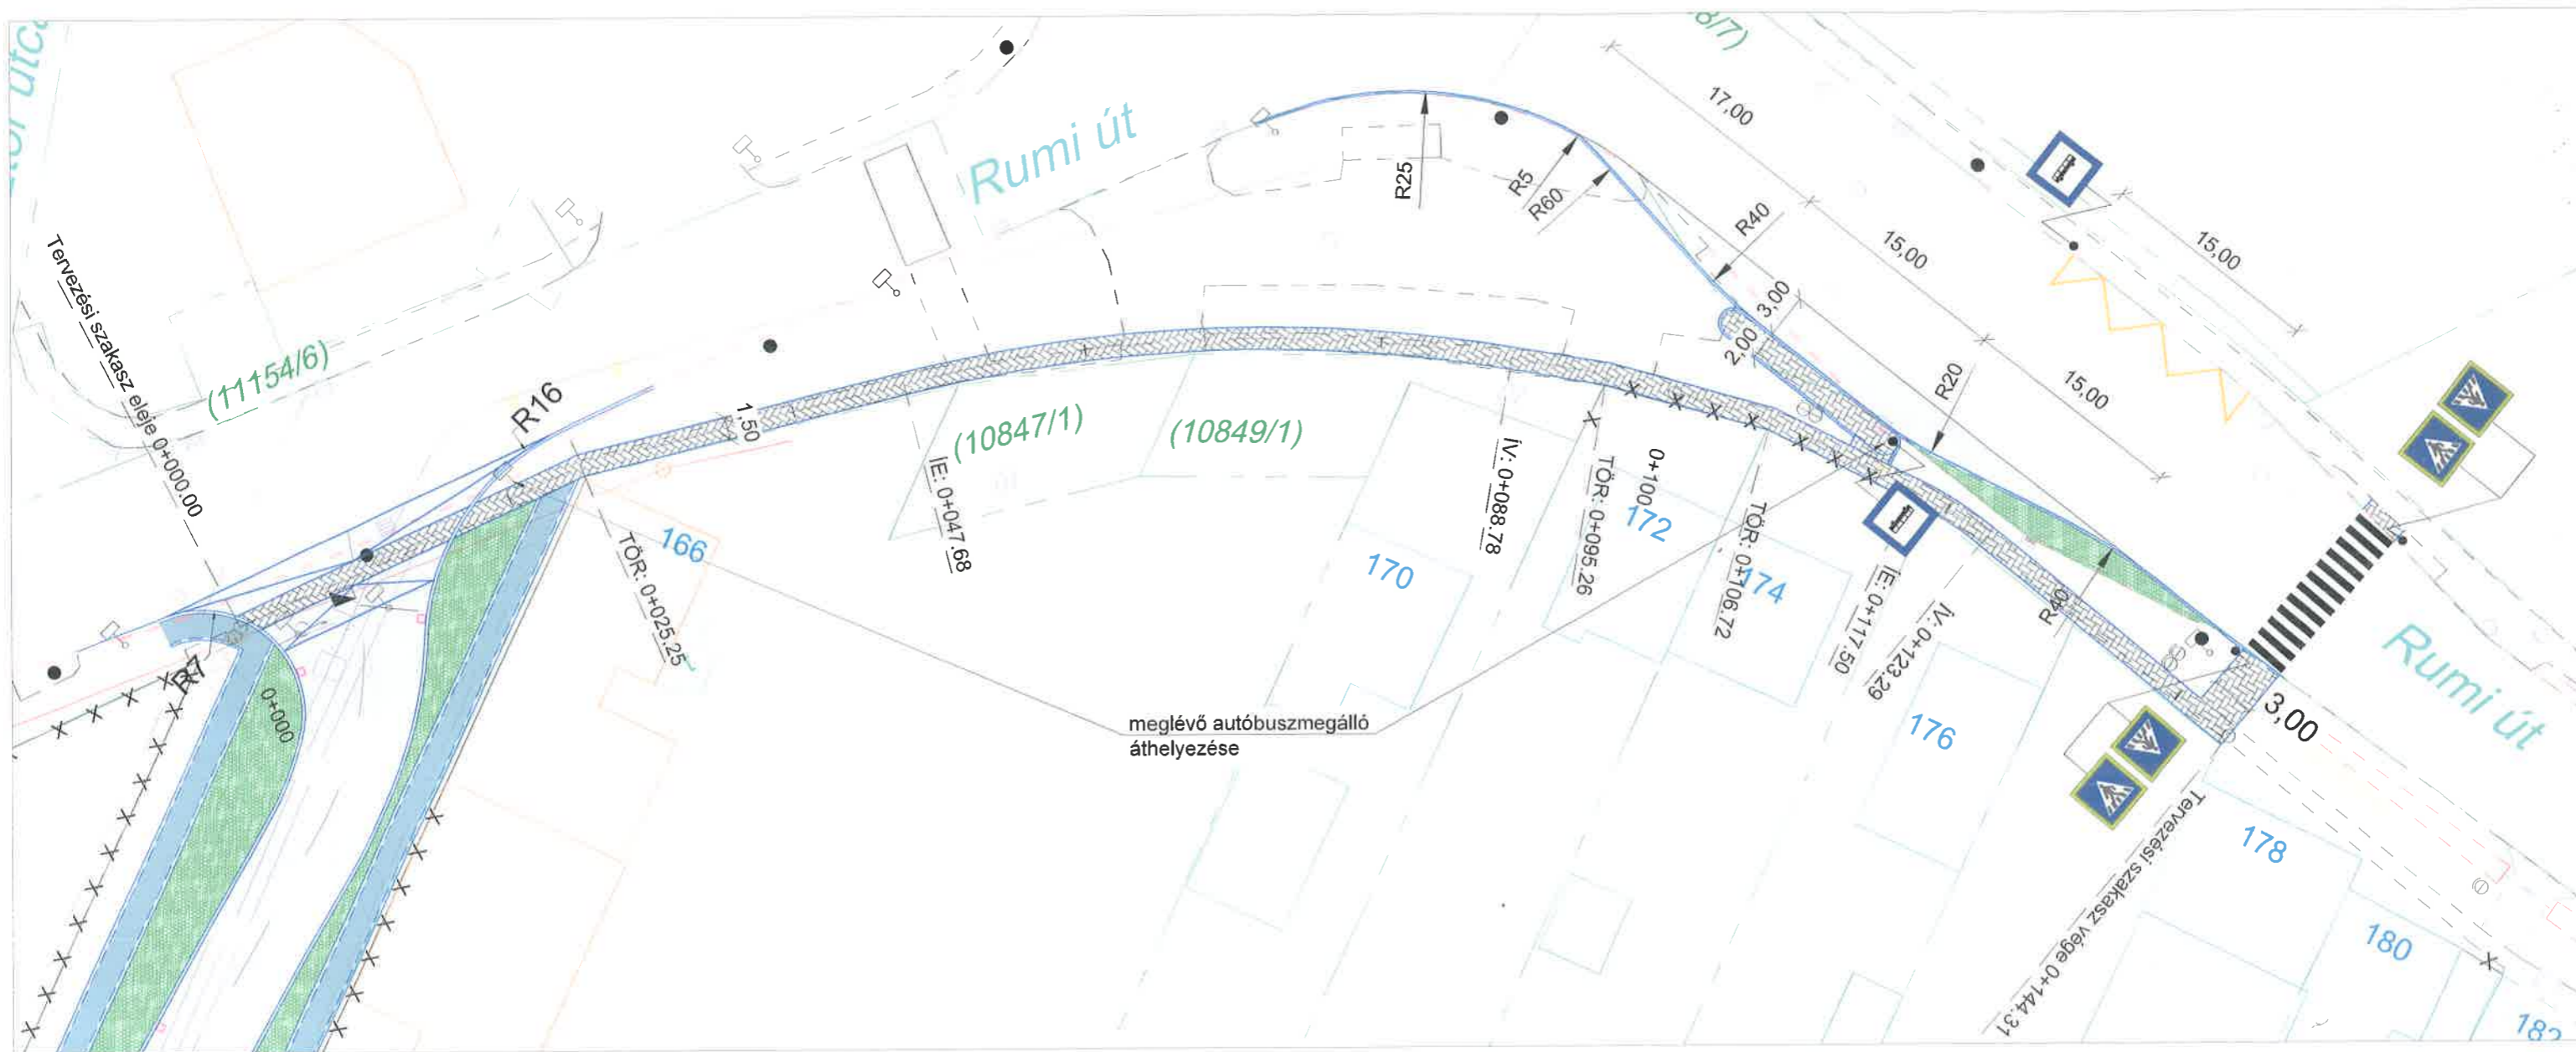 8/7)
17,00
Rumi út
R25
R5
R60
R40
15,00
15,00
3,00
2,00
Tervezési szakasz eleje 0+000.00
(11154/6)
R16
1,50
R20
15,00
(10847/1)
(10849/1)
ÍE: 0+047.68
ÍV: 0+088.78
TÖR: 0+095.26
0+100
172
TÖR: 0+106.72
174
166
TÖR: 0+025.25
170
ÍE: 0+117.50
ÍV: 0+123.29
R40
R7
0+000
meglévő autóbuszmegálló
áthelyezése
176
3,00
Rumi út
Tervezési szakasz vége 0+144.31
178
180
182